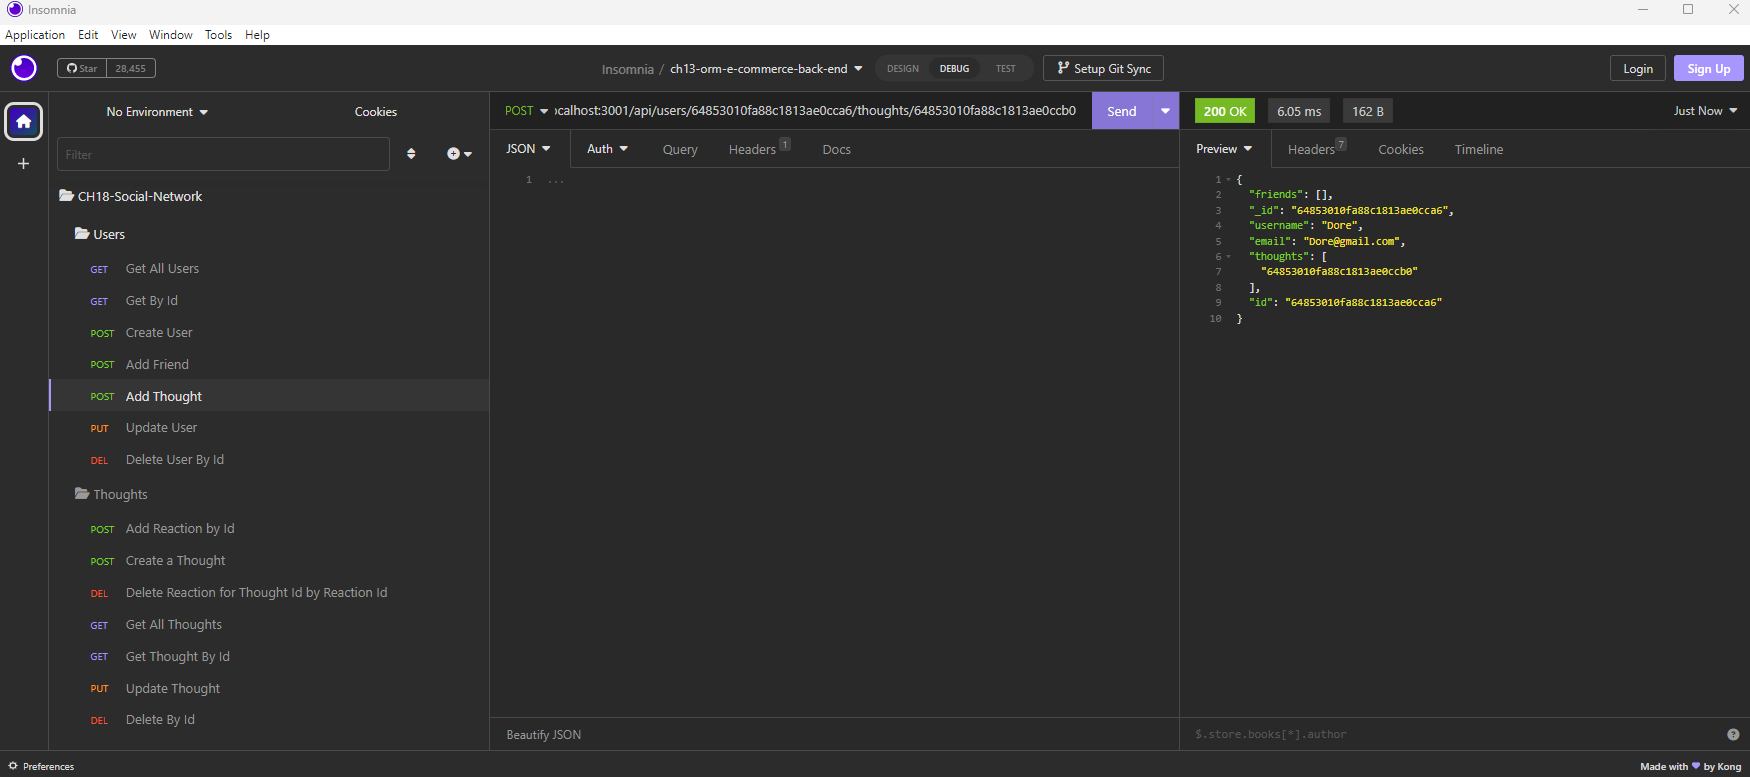 Insomnia
Application Edit View Window Tools Help
Star 28,455
Insomnia / ch13-orm-e-commerce-back-end
DESIGN DEBUG TEST
Setup Git Sync
Login
Sign Up
No Environment
Cookies
Filter
CH18-Social-Network
Users
GET Get All Users
GET Get By Id
POST Create User
POST Add Friend
POST Add Thought
PUT Update User
DEL Delete User By Id
Thoughts
POST Add Reaction by Id
POST Create a Thought
DEL Delete Reaction for Thought Id by Reaction Id
GET Get All Thoughts
GET Get Thought By Id
PUT Update Thought
DEL Delete By Id
POST ocalhost:3001/api/users/64853010fa88c1813ae0cca6/thoughts/64853010fa88c1813ae0ccb0 Send
JSON Auth Query Headers 1 Docs
1 ...
Beautify JSON
200 OK 6.05 ms 162 B Just Now
Preview Headers 7 Cookies Timeline
1 {
2 "friends": [],
3 "_id": "64853010fa88c1813ae0cca6",
4 "username": "Dore",
5 "email": "Dore@gmail.com",
6 "thoughts": [
7 "64853010fa88c1813ae0ccb0"
8 ],
9 "id": "64853010fa88c1813ae0cca6"
10 }
$.store.books[*].author ?
Preferences
Made with ♥ by Kong